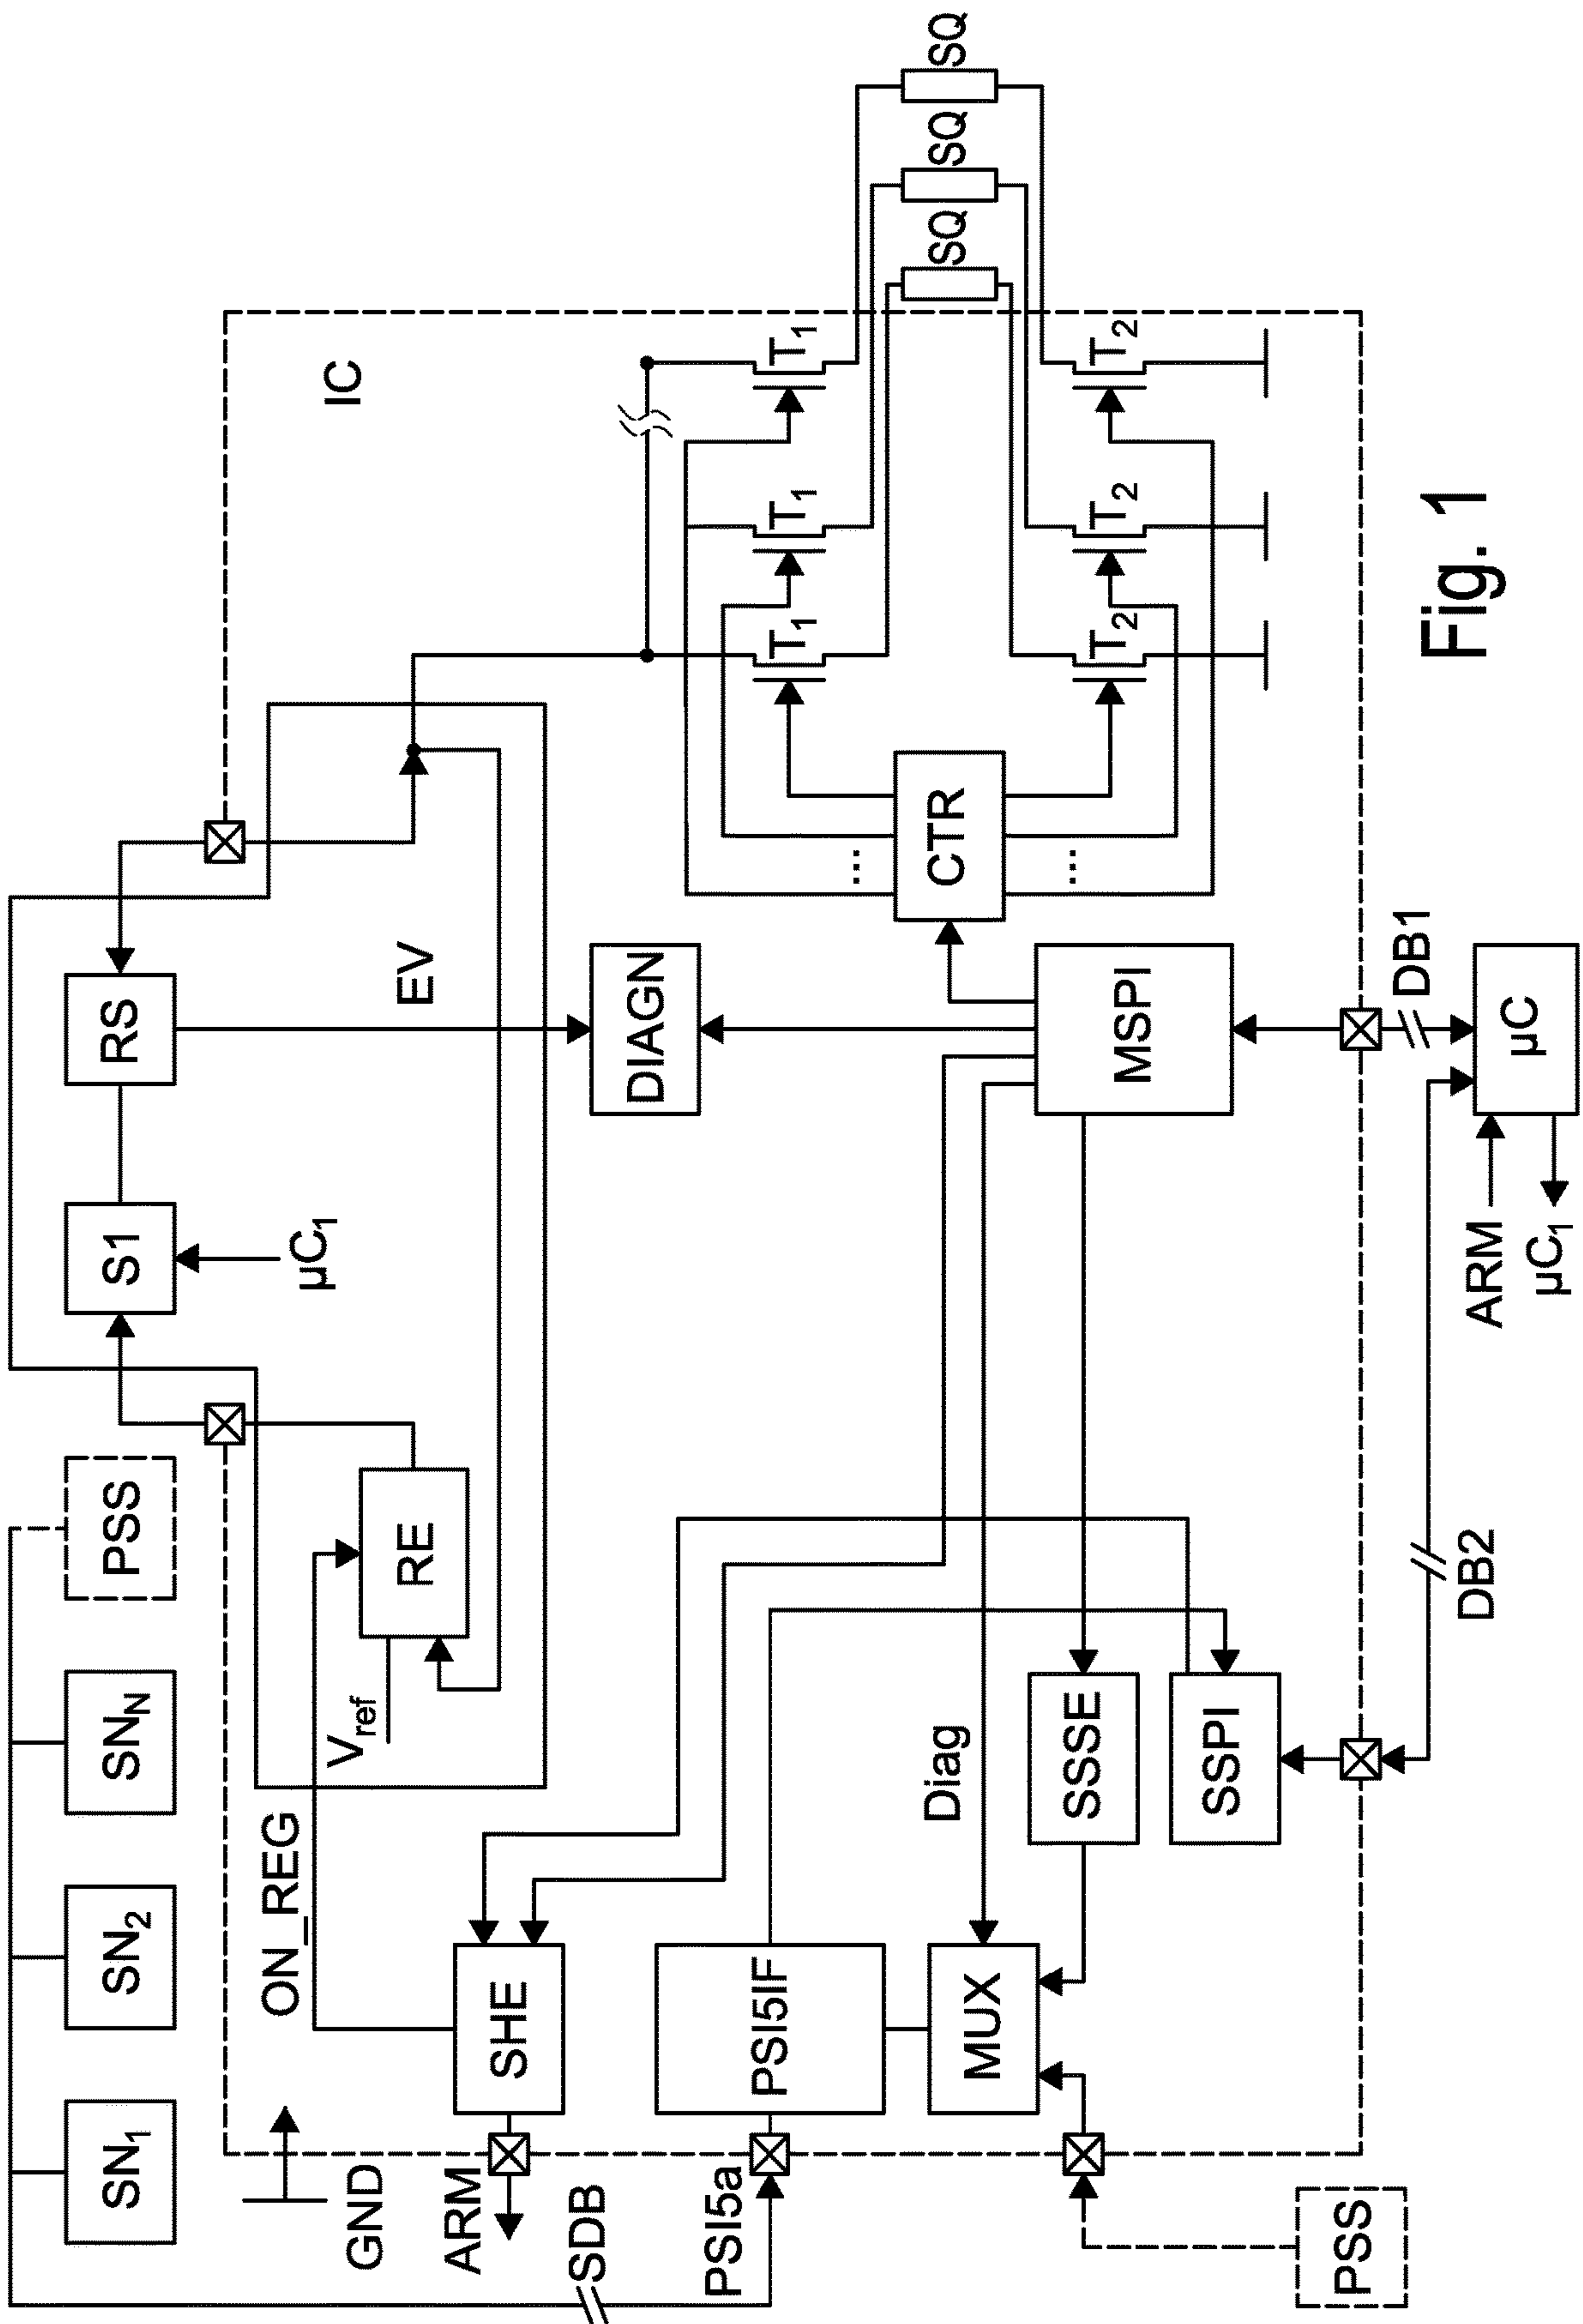 SN₁
SN₂
SN_N
PSS
S1
µC₁
RS
GND
ON_REG
V_ref
RE
EV
IC
ARM
SHE
SDB
PSI5a
PSI5IF
MUX
Diag
DIAGN
CTR
...
...
T₁
T₁
T₁
T₂
T₂
T₂
SQ
SQ
SQ
SSSE
SSPI
MSPI
PSS
DB2
DB1
ARM
µC₁
µC
Fig. 1